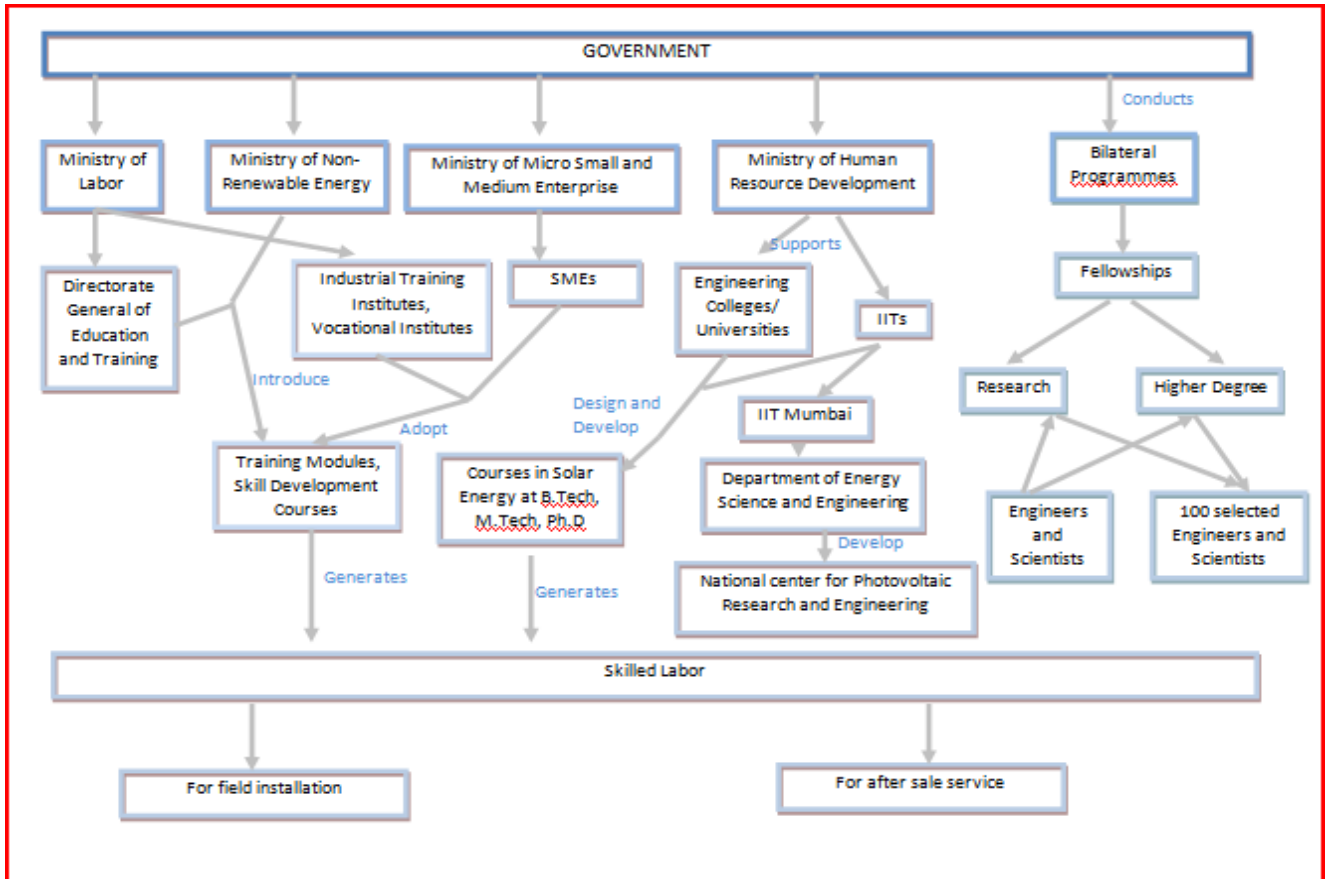 GOVERNMENT
Conducts
Ministry of
Labor
Ministry of Non-
Renewable Energy
Ministry of Micro Small and
Medium Enterprise
Ministry of Human
Resource Development
Bilateral
Programmes
Supports
Directorate
General of
Education
and Training
Industrial Training
Institutes,
Vocational Institutes
SMEs
Engineering
Colleges/
Universities
IITs
Fellowships
Introduce
Adopt
Design and
Develop
IIT Mumbai
Research
Higher Degree
Training Modules,
Skill Development
Courses
Courses in Solar
Energy at B.Tech,
M.Tech, Ph.D
Department of Energy
Science and Engineering
Engineers
and
Scientists
100 selected
Engineers and
Scientists
Develop
National center for Photovoltaic
Research and Engineering
Generates
Generates
Skilled Labor
For field installation
For after sale service